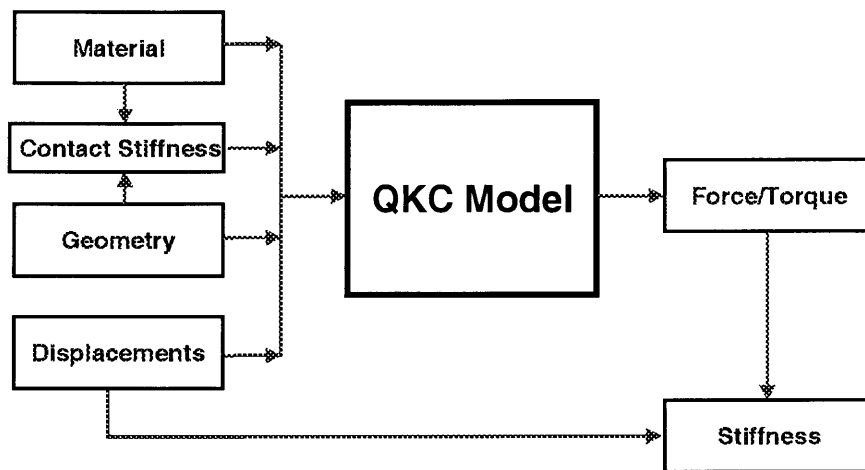 Material
Contact Stiffness
Geometry
Displacements
QKC Model
Force/Torque
Stiffness